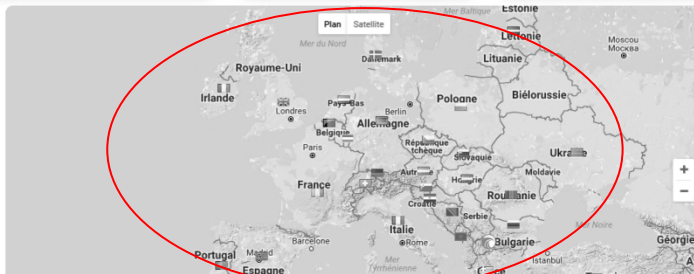 Estonie
Mer Baltique
Plan Satellite
Lettonie
Moscou
Москва
Mer du Nord
Danemark
Lituanie
Royaume-Uni
Irlande
Londres
Pays-Bas
Berlin
Pologne
Biélorussie
Allemagne
Belgique
Paris
République
tchèque
Ukraine
Slovaquie
Autriche
Moldavie
Hongrie
France
Roumanie
Croatie
Serbie
Italie
Mer Noire
Barcelone
Rome
Bulgarie
Géorgie
Portugal
Madrid
Mer
Tyrrhénienne
Istanbul
Espagne
+
−